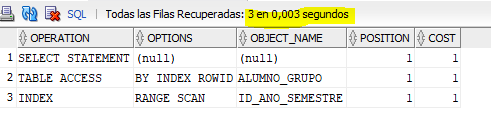 SQL | Todas las Filas Recuperadas: 3 en 0,003 segundos
OPERATION OPTIONS OBJECT_NAME POSITION COST
1 SELECT STATEMENT (null) (null) 1 1
2 TABLE ACCESS BY INDEX ROWID ALUMNO_GRUPO 1 1
3 INDEX RANGE SCAN ID_ANO_SEMESTRE 1 1